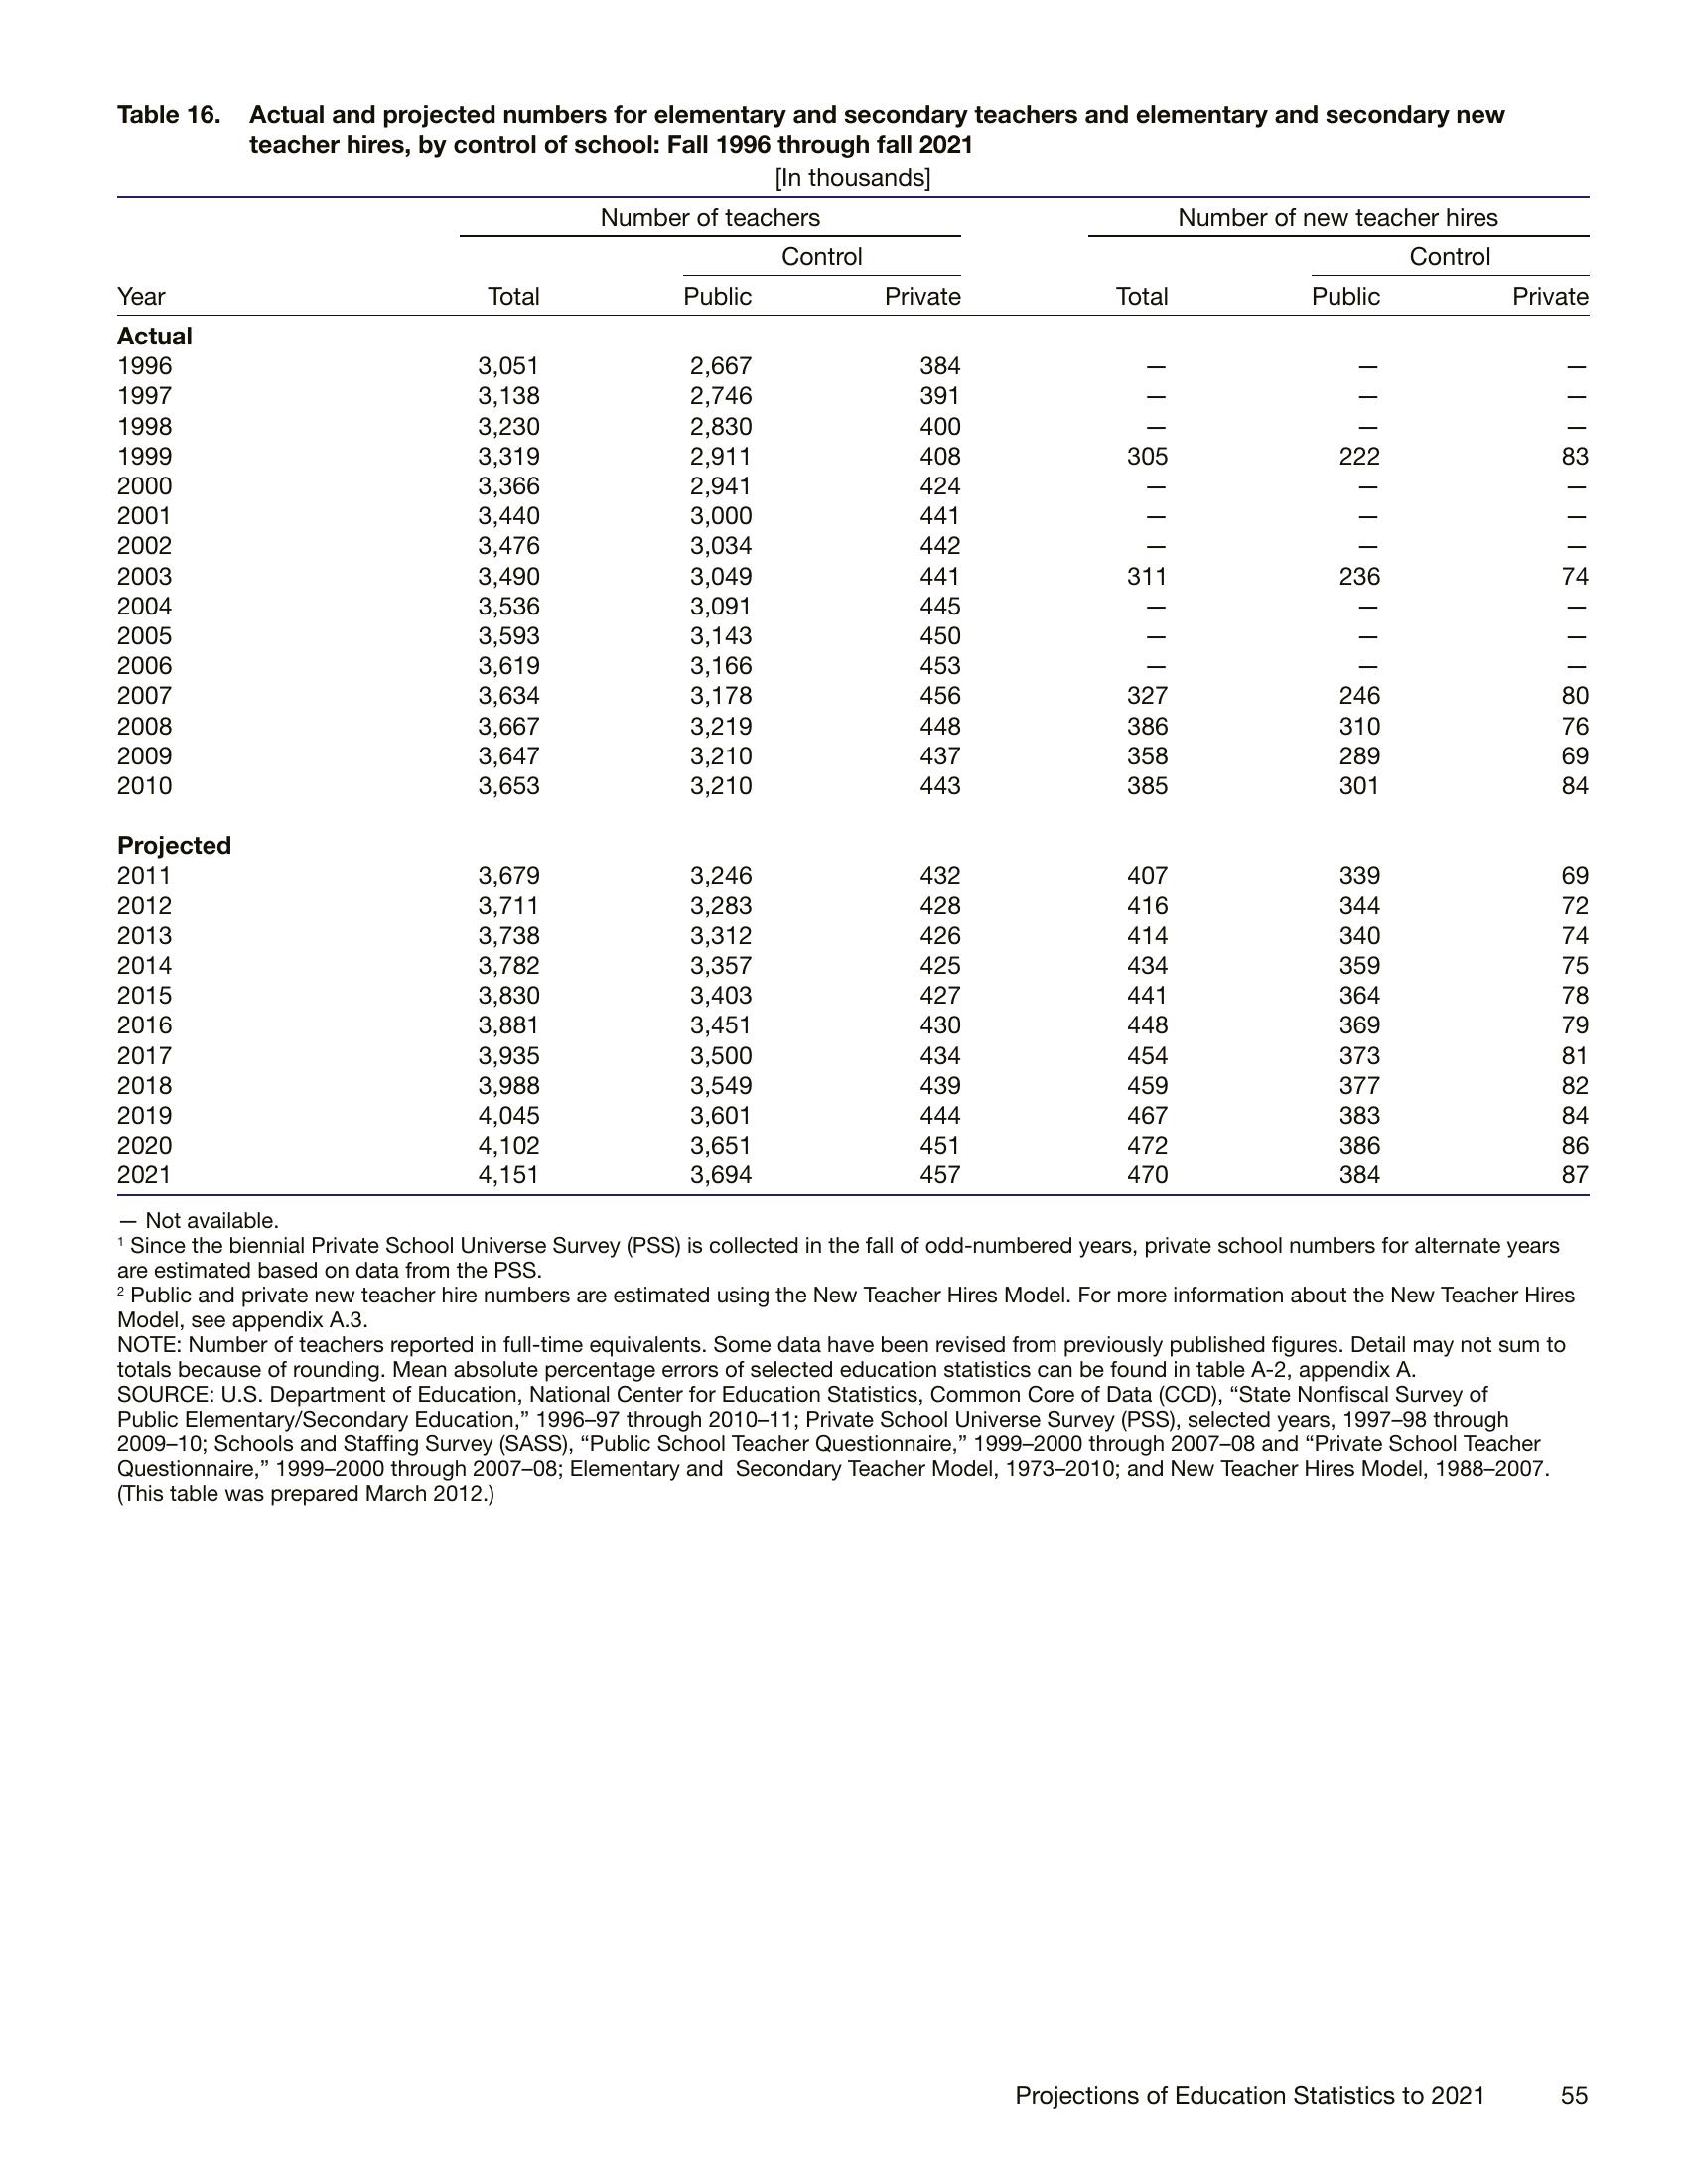 Table 16. Actual and projected numbers for elementary and secondary teachers and elementary and secondary new
teacher hires, by control of school: Fall 1996 through fall 2021
[In thousands]
Number of teachers Number of new teacher hires
Control Control
Year Total Public Private Total Public Private
Actual
1996 3,051 2,667 384 — — —
1997 3,138 2,746 391 — — —
1998 3,230 2,830 400 — — —
1999 3,319 2,911 408 305 222 83
2000 3,366 2,941 424 — — —
2001 3,440 3,000 441 — — —
2002 3,476 3,034 442 — — —
2003 3,490 3,049 441 311 236 74
2004 3,536 3,091 445 — — —
2005 3,593 3,143 450 — — —
2006 3,619 3,166 453 — — —
2007 3,634 3,178 456 327 246 80
2008 3,667 3,219 448 386 310 76
2009 3,647 3,210 437 358 289 69
2010 3,653 3,210 443 385 301 84
Projected
2011 3,679 3,246 432 407 339 69
2012 3,711 3,283 428 416 344 72
2013 3,738 3,312 426 414 340 74
2014 3,782 3,357 425 434 359 75
2015 3,830 3,403 427 441 364 78
2016 3,881 3,451 430 448 369 79
2017 3,935 3,500 434 454 373 81
2018 3,988 3,549 439 459 377 82
2019 4,045 3,601 444 467 383 84
2020 4,102 3,651 451 472 386 86
2021 4,151 3,694 457 470 384 87
— Not available.
¹ Since the biennial Private School Universe Survey (PSS) is collected in the fall of odd-numbered years, private school numbers for alternate years
are estimated based on data from the PSS.
² Public and private new teacher hire numbers are estimated using the New Teacher Hires Model. For more information about the New Teacher Hires
Model, see appendix A.3.
NOTE: Number of teachers reported in full-time equivalents. Some data have been revised from previously published figures. Detail may not sum to
totals because of rounding. Mean absolute percentage errors of selected education statistics can be found in table A-2, appendix A.
SOURCE: U.S. Department of Education, National Center for Education Statistics, Common Core of Data (CCD), “State Nonfiscal Survey of
Public Elementary/Secondary Education,” 1996–97 through 2010–11; Private School Universe Survey (PSS), selected years, 1997–98 through
2009–10; Schools and Staffing Survey (SASS), “Public School Teacher Questionnaire,” 1999–2000 through 2007–08 and “Private School Teacher
Questionnaire,” 1999–2000 through 2007–08; Elementary and Secondary Teacher Model, 1973–2010; and New Teacher Hires Model, 1988–2007.
(This table was prepared March 2012.)
Projections of Education Statistics to 2021 55